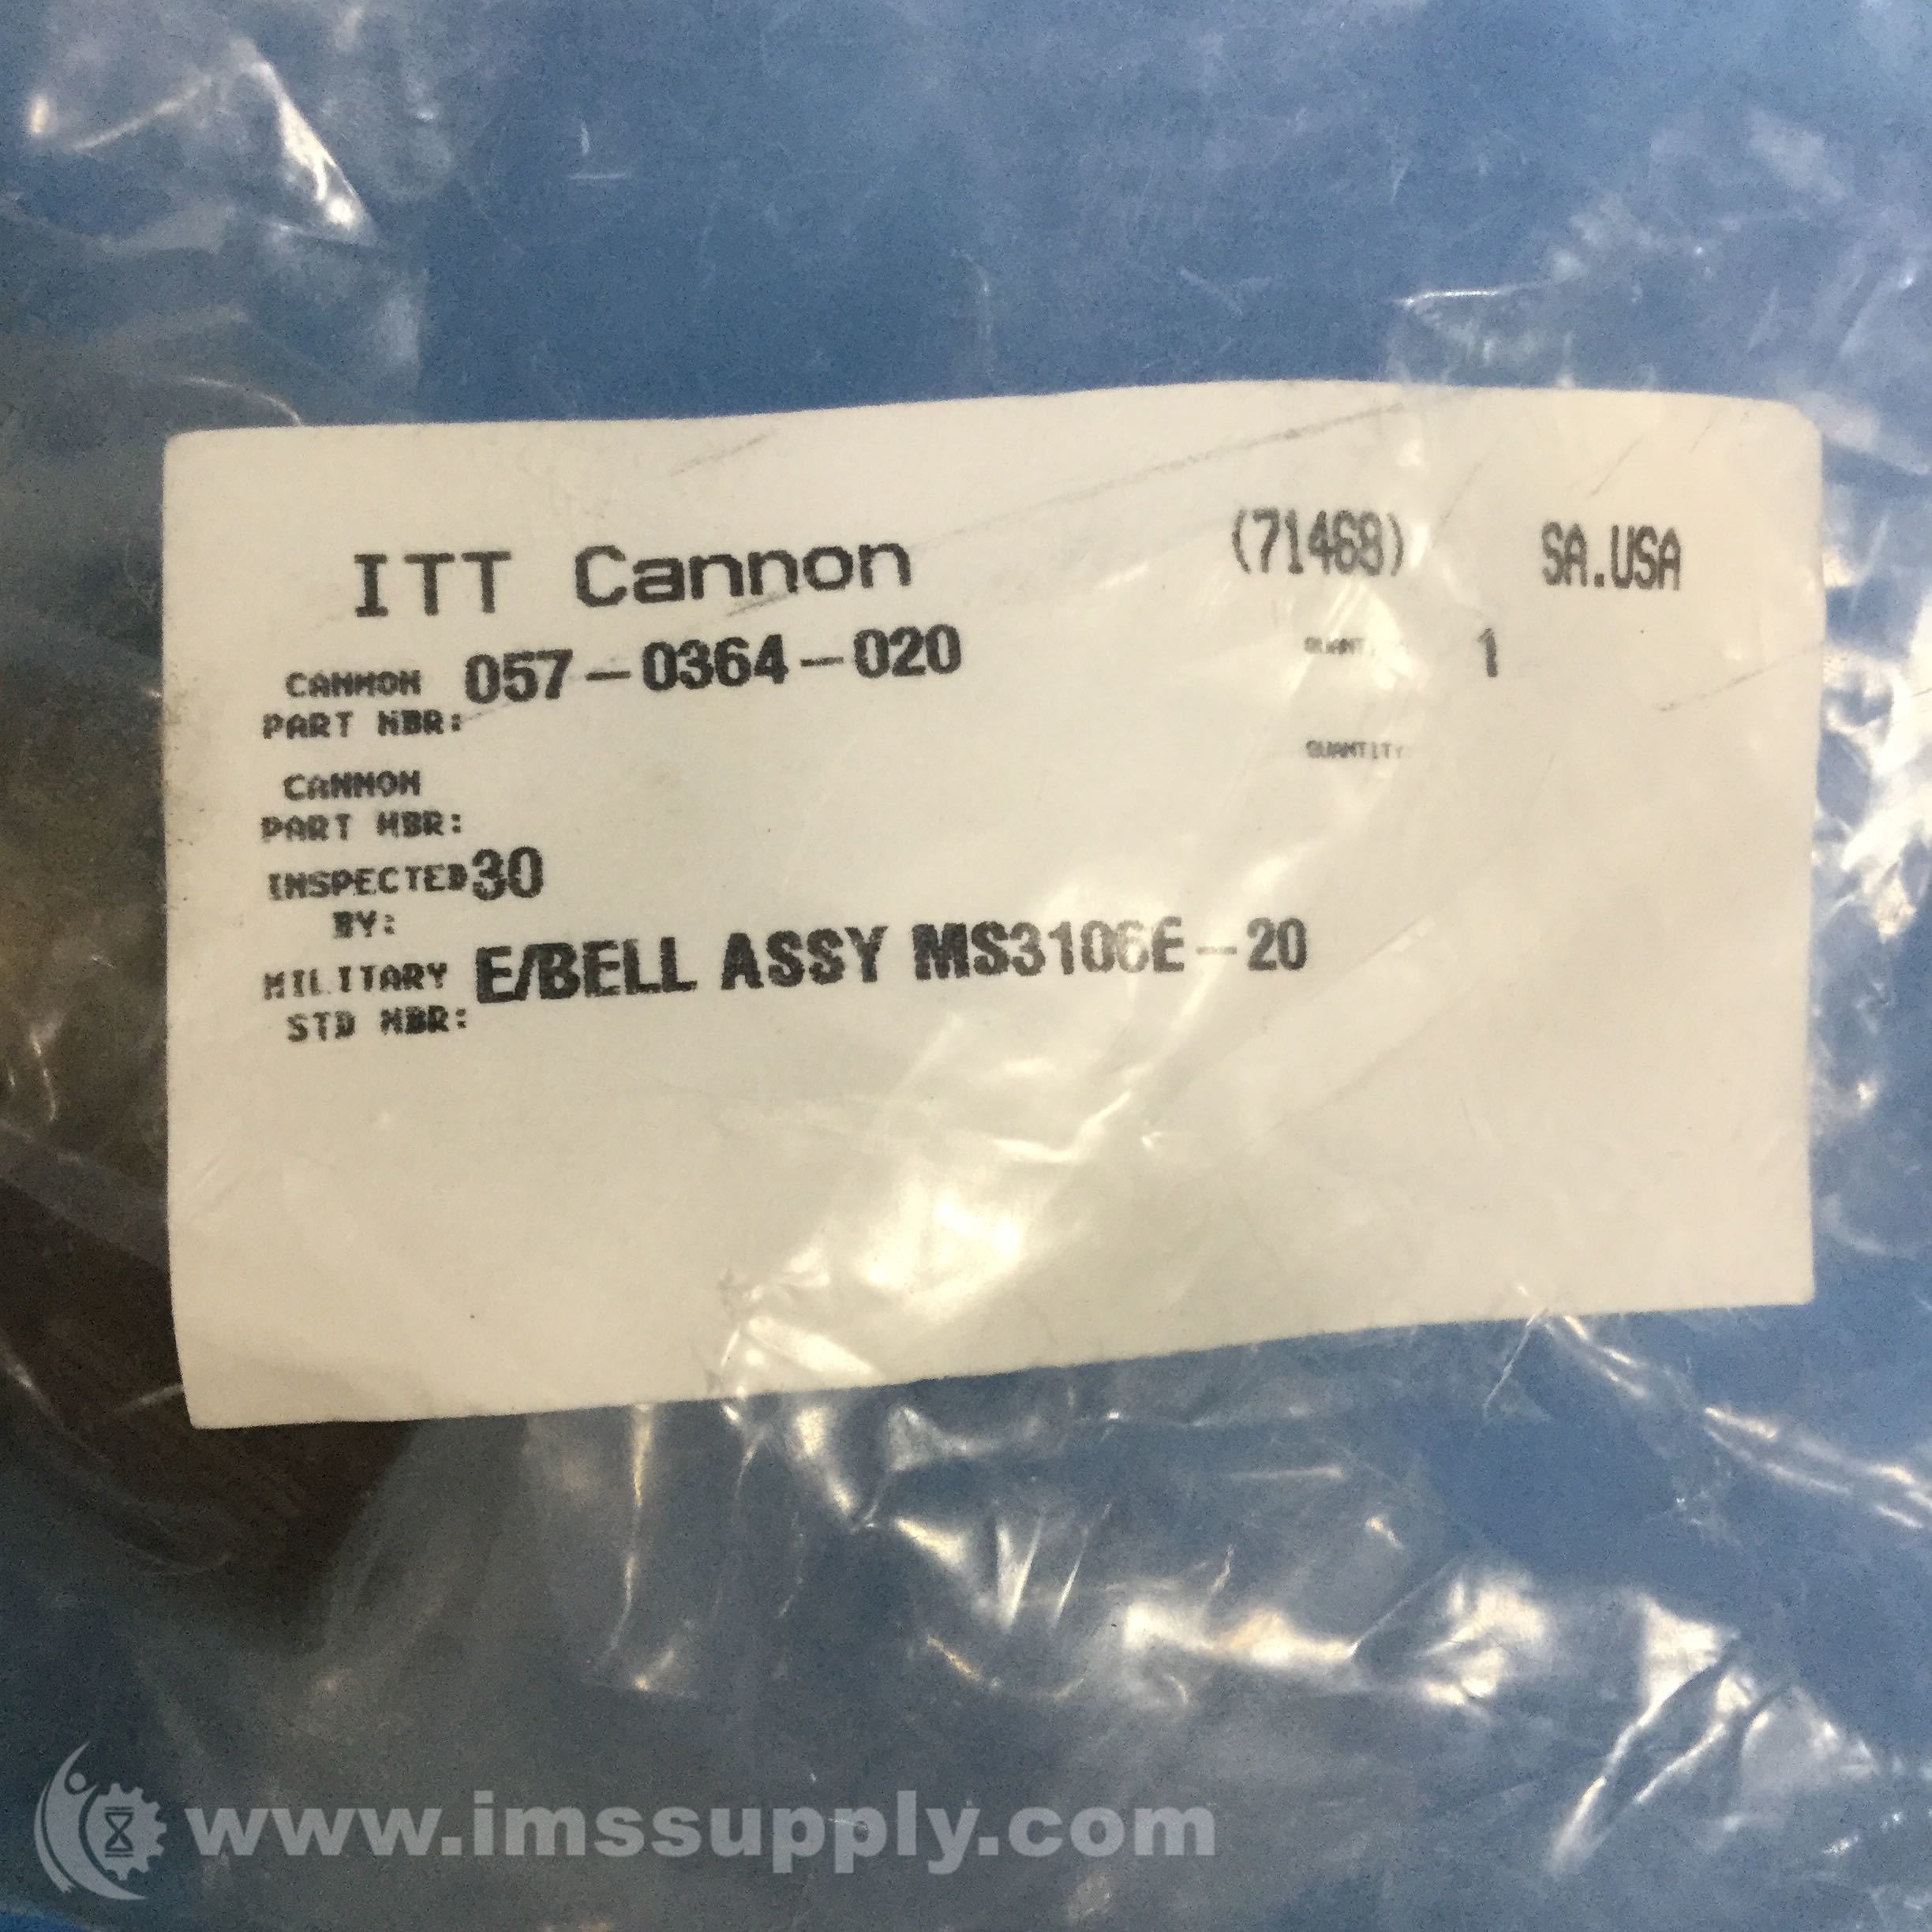 ITT Cannon (71468) SA.USA
CANNON PART NBR: 057-0364-020 1
QUANTITY
CANNON PART NBR:
INSPECTED BY: 30
MILITARY STD NBR: E/BELL ASSY MS3106E-20
www.imssupply.com